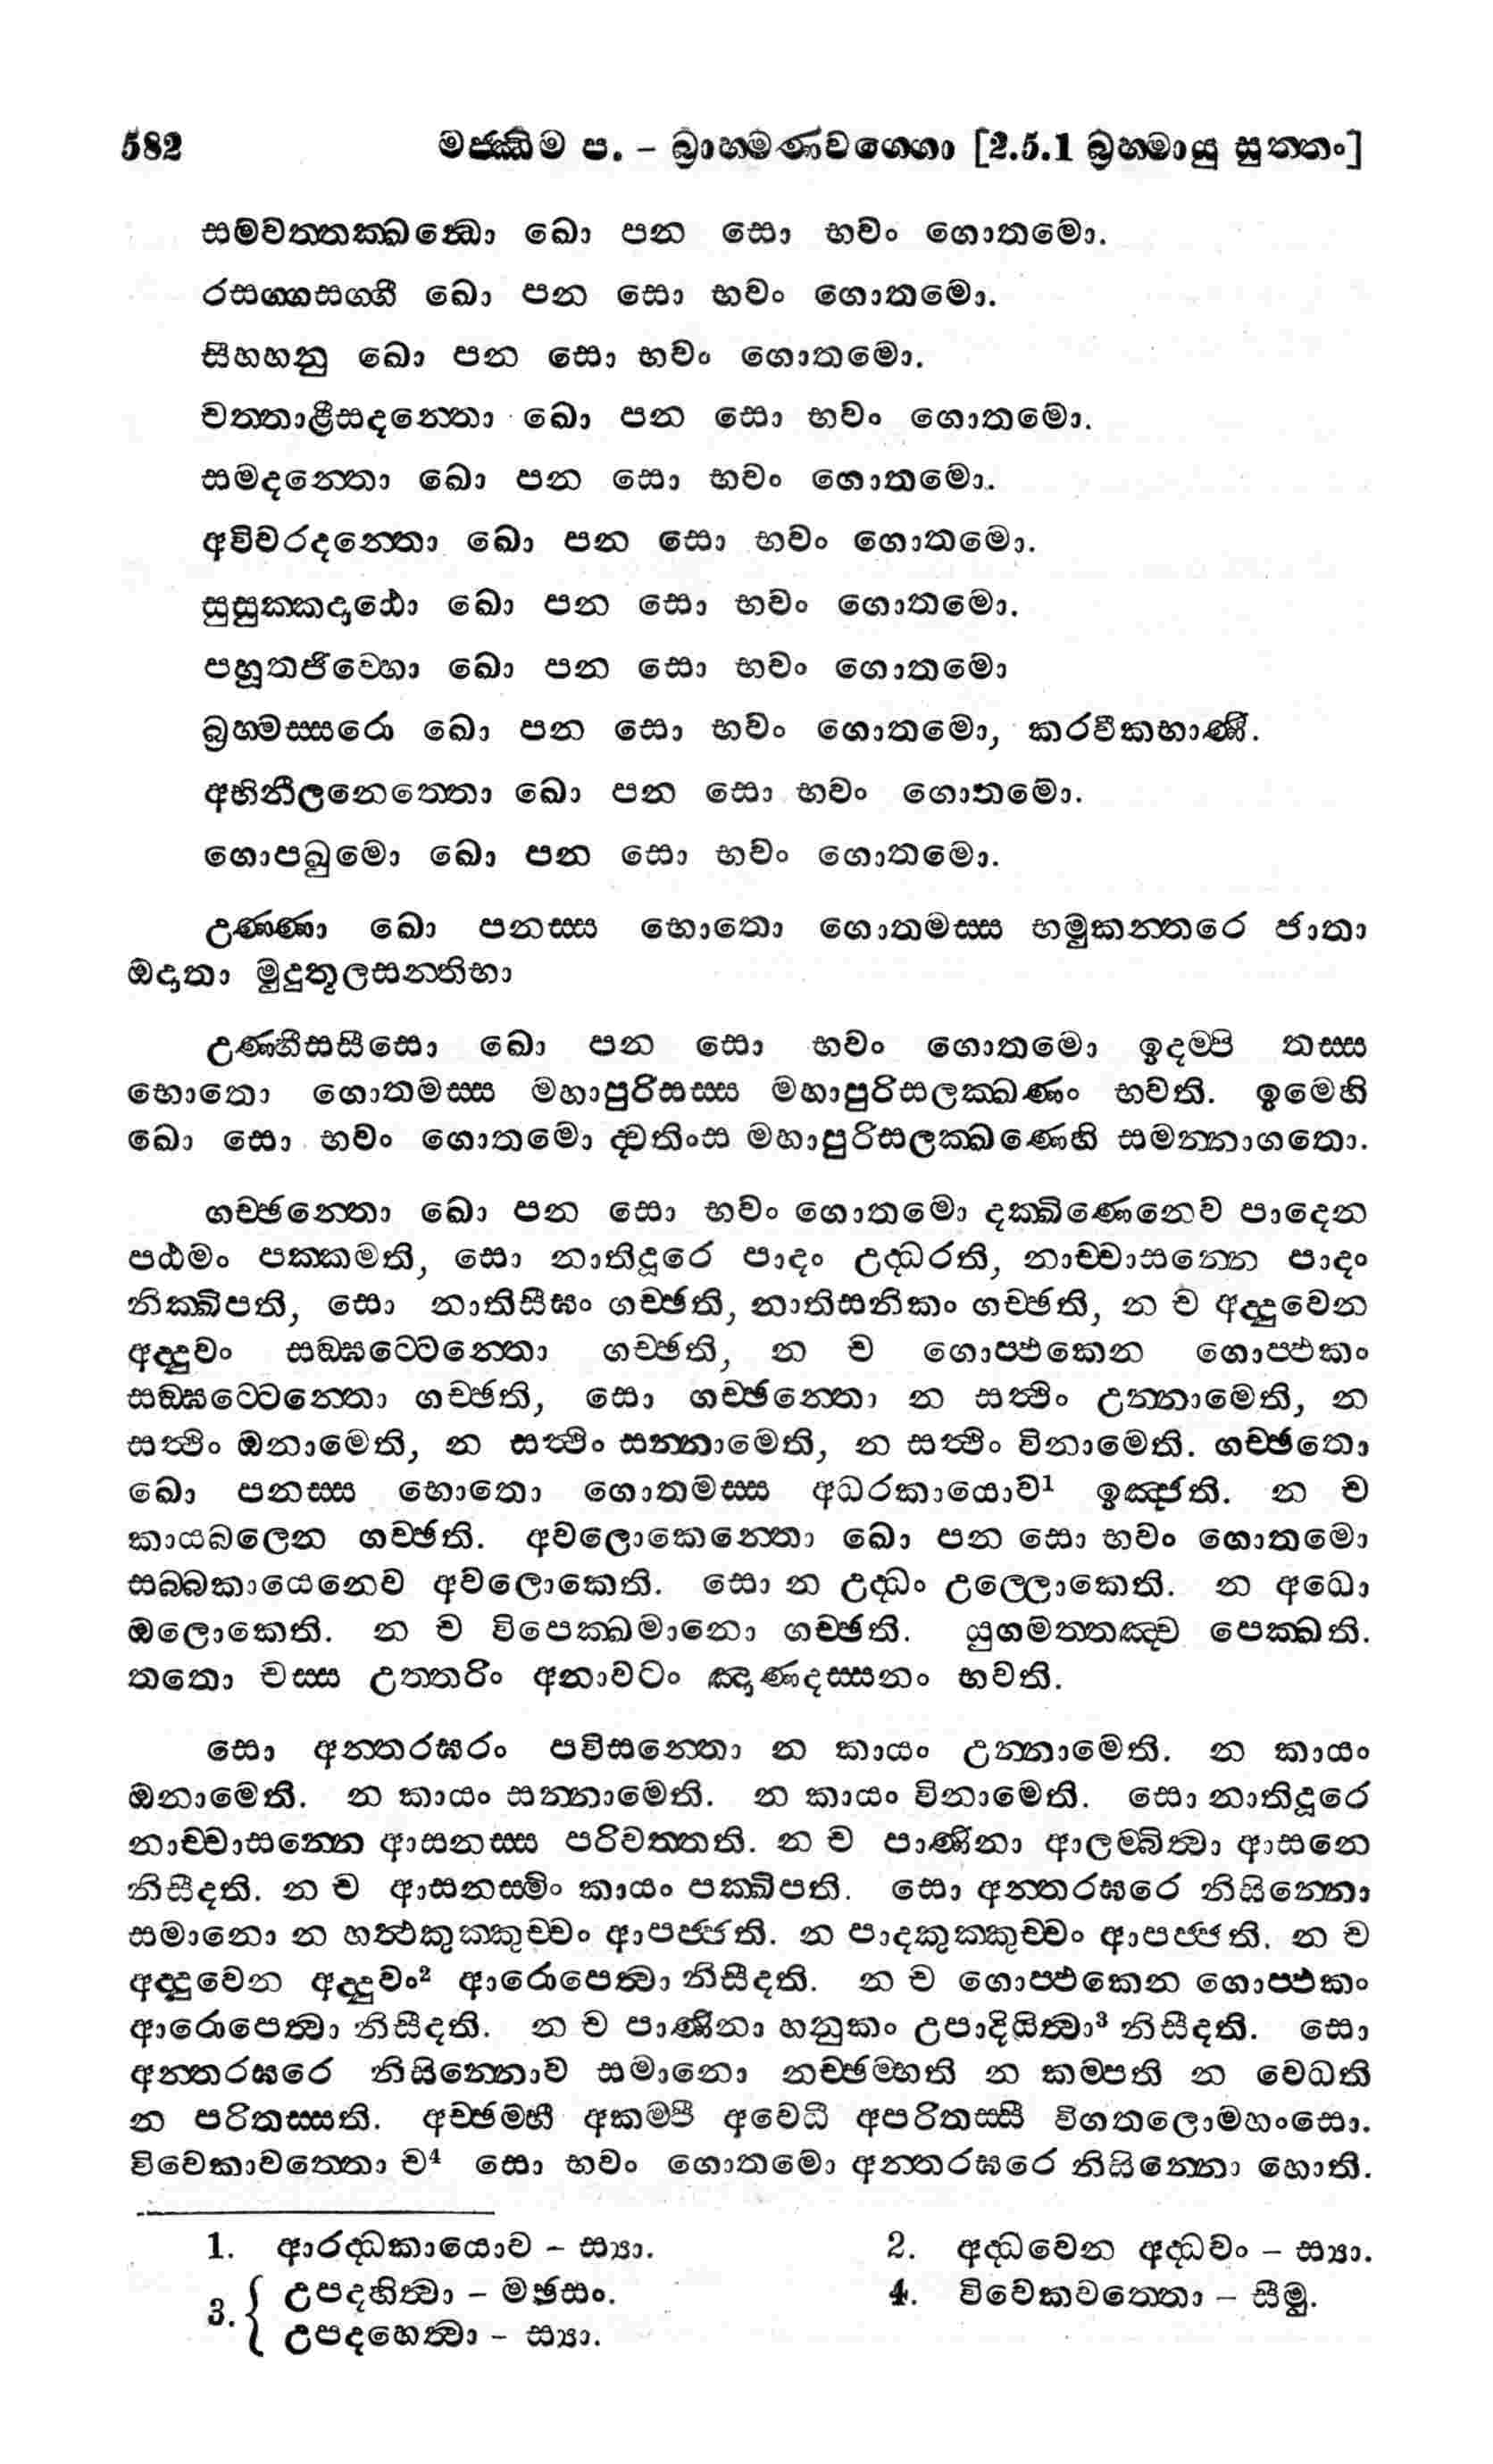 582 මජ්ඣිම ප. - බ්‍රාහ්මණවග්ගො [2.5.1 බ්‍රහ්මායු සුත්තං]
සමවත්තක්ඛන්ධො ඛො පන සො භවං ගොතමො.
රසග්ගසග්ගී ඛො පන සො භවං ගොතමො.
සීහහනු ඛො පන සො භවං ගොතමො.
චත්තාළීසදන්තො ඛො පන සො භවං ගොතමො.
සමදන්තො ඛො පන සො භවං ගොතමො.
අවිවරදන්තො ඛො පන සො භවං ගොතමො.
සුසුක්කදාඨො ඛො පන සො භවං ගොතමො.
පහූතජිව්හො ඛො පන සො භවං ගොතමො
බ්‍රහ්මස්සරො ඛො පන සො භවං ගොතමො, කරවීකභාණී.
අභිනීලනෙත්තො ඛො පන සො භවං ගොතමො.
ගොපඛුමො ඛො පන සො භවං ගොතමො.
උණ්ණා ඛො පනස්ස භොතො ගොතමස්ස භමුකන්තරෙ ජාතා
ඔදාතා මුදුතූලසන්තිභා
උණ්හීසසීසො ඛො පන සො භවං ගොතමො ඉදම්පි තස්ස
භොතො ගොතමස්ස මහාපුරිසස්ස මහාපුරිසලක්ඛණං භවති. ඉමෙහි
ඛො සො භවං ගොතමො ද්වතිංස මහාපුරිසලක්ඛණෙහි සමන්නාගතො.
ගච්ඡන්තො ඛො පන සො භවං ගොතමො දක්ඛිණෙනෙව පාදෙන
පඨමං පක්කමති, සො නාතිදූරෙ පාදං උද්ධරති, නාච්චාසන්නෙ පාදං
නික්ඛිපති, සො නාතිසීඝං ගච්ඡති, නාතිසනිකං ගච්ඡති, න ච අද්දුවෙන
අද්දුවං සඞ්ඝට්ටෙන්තො ගච්ඡති, න ච ගොප්ඵකෙන ගොප්ඵකං
සඞ්ඝට්ටෙන්තො ගච්ඡති, සො ගච්ඡන්තො න සත්ථිං උන්නාමෙති, න
සත්ථිං ඔනාමෙති, න සත්ථිං සන්නාමෙති, න සත්ථිං විනාමෙති. ගච්ඡතො
ඛො පනස්ස භොතො ගොතමස්ස අධරකායොව1 ඉඤ්ජති. න ච
කායබලෙන ගච්ඡති. අවලොකෙන්තො ඛො පන සො භවං ගොතමො
සබ්බකායෙනෙව අවලොකෙති. සො න උද්ධං උල්ලොකෙති. න අධො
ඔලොකෙති. න ච විපෙක්ඛමානො ගච්ඡති. යුගමත්තඤ්ච පෙක්ඛති.
තතො චස්ස උත්තරිං අනාවටං ඤාණදස්සනං භවති.
සො අන්තරඝරං පවිසන්තො න කායං උන්නාමෙති. න කායං
ඔනාමෙති. න කායං සන්නාමෙති. න කායං විනාමෙති. සො නාතිදූරෙ
නාච්චාසන්නෙ ආසනස්ස පරිවත්තති. න ච පාණිනා ආලම්බිත්වා ආසනෙ
නිසීදති. න ච ආසනස්මිං කායං පක්ඛිපති. සො අන්තරඝරෙ නිසින්නො
සමානො න හත්ථකුක්කුච්චං ආපජ්ජති. න පාදකුක්කුච්චං ආපජ්ජති. න ච
අද්දුවෙන අද්දුවං2 ආරොපෙත්වා නිසීදති. න ච ගොප්ඵකෙන ගොප්ඵකං
ආරොපෙත්වා නිසීදති. න ච පාණිනා හනුකං උපාදියිත්වා3 නිසීදති. සො
අන්තරඝරෙ නිසින්නොව සමානො නච්ඡම්භති න කම්පති න වෙධති
න පරිතස්සති. අච්ඡම්භී අකම්පී අවෙධී අපරිතස්සී විගතලොමහංසො.
විවෙකාවත්තො ච4 සො භවං ගොතමො අන්තරඝරෙ නිසින්නො හොති.
1. ආරද්ධකායොව - ස්‍යා. 2. අද්ධවෙන අද්ධවං - ස්‍යා.
3. { උපදහිත්වා - මඡසං. 4. විවෙකවත්තො - සීමු.
උපදහෙත්වා - ස්‍යා.